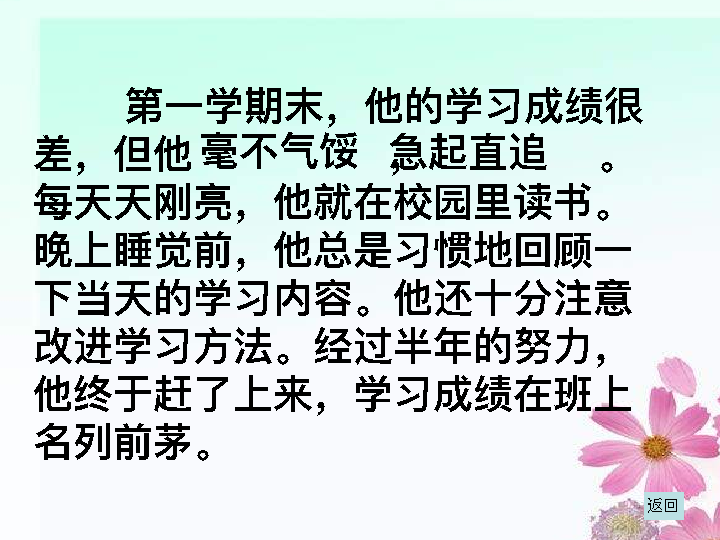 第一学期末，他的学习成绩很
差，但他毫不气馁，急起直追。
每天天刚亮，他就在校园里读书。
晚上睡觉前，他总是习惯地回顾一
下当天的学习内容。他还十分注意
改进学习方法。经过半年的努力，
他终于赶了上来，学习成绩在班上
名列前茅。
返回